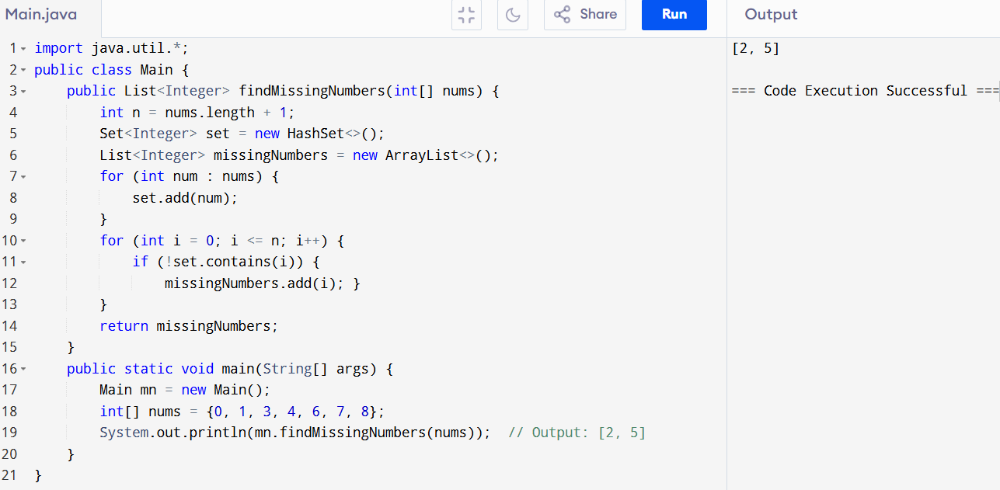 Main.java Share Run Output
1 import java.util.*;
2 public class Main {
3 public List<Integer> findMissingNumbers(int[] nums) {
4 int n = nums.length + 1;
5 Set<Integer> set = new HashSet<>();
6 List<Integer> missingNumbers = new ArrayList<>();
7 for (int num : nums) {
8 set.add(num);
9 }
10 for (int i = 0; i <= n; i++) {
11 if (!set.contains(i)) {
12 missingNumbers.add(i); }
13 }
14 return missingNumbers;
15 }
16 public static void main(String[] args) {
17 Main mn = new Main();
18 int[] nums = {0, 1, 3, 4, 6, 7, 8};
19 System.out.println(mn.findMissingNumbers(nums)); // Output: [2, 5]
20 }
21 }
[2, 5]
=== Code Execution Successful ===